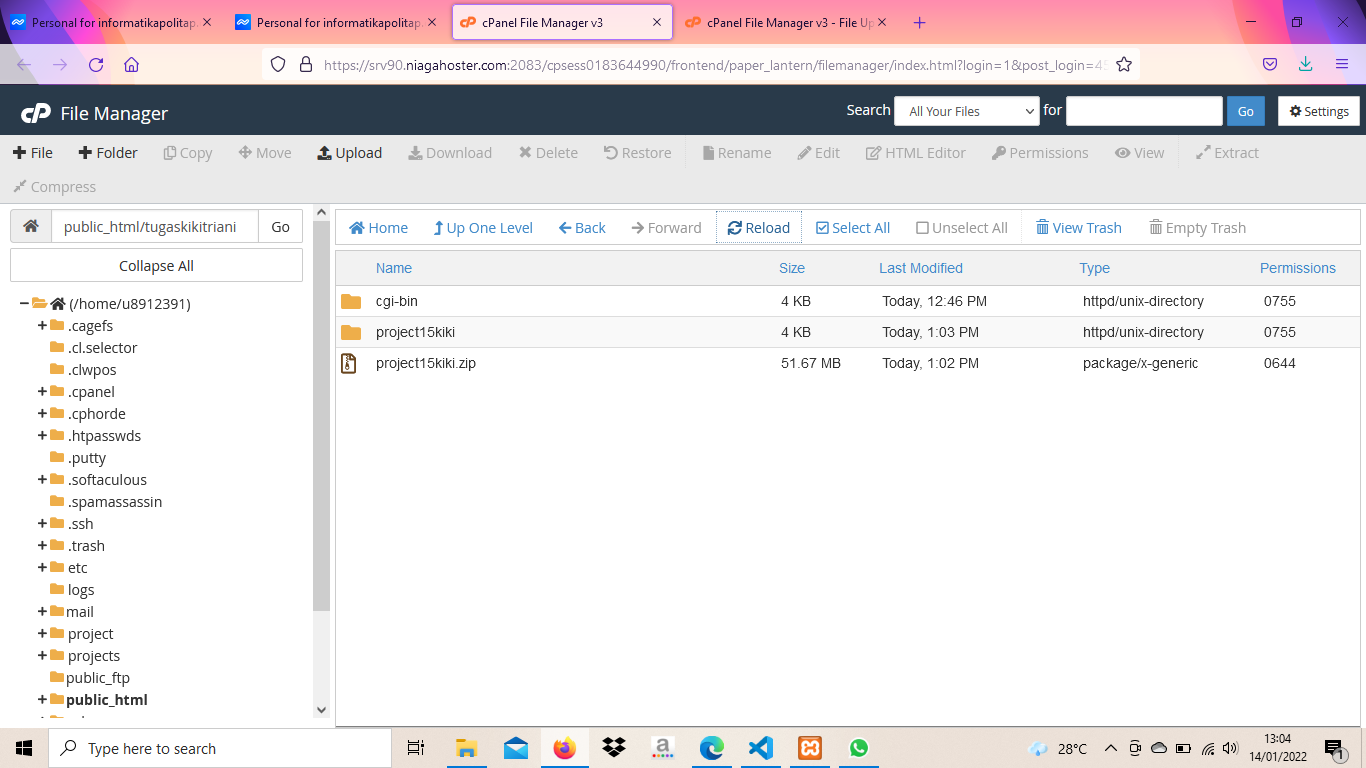 Personal for informatikapolitap
Personal for informatikapolitap
cPanel File Manager v3
cPanel File Manager v3 - File Up
https://srv90.niagahoster.com:2083/cpsess0183644990/frontend/paper_lantern/filemanager/index.html?login=1&post_login=45
cP File Manager
Search All Your Files for Go Settings
File Folder Copy Move Upload Download Delete Restore Rename Edit HTML Editor Permissions View Extract
Compress
public_html/tugaskikitriani Go
Home Up One Level Back Forward Reload Select All Unselect All View Trash Empty Trash
Collapse All
Name Size Last Modified Type Permissions
cgi-bin 4 KB Today, 12:46 PM httpd/unix-directory 0755
project15kiki 4 KB Today, 1:03 PM httpd/unix-directory 0755
project15kiki.zip 51.67 MB Today, 1:02 PM package/x-generic 0644
(/home/u8912391)
.cagefs
.cl.selector
.clwpos
.cpanel
.cphorde
.htpasswds
.putty
.softaculous
.spamassassin
.ssh
.trash
etc
logs
mail
project
projects
public_ftp
public_html
Type here to search
a
28°C
13:04
14/01/2022
1